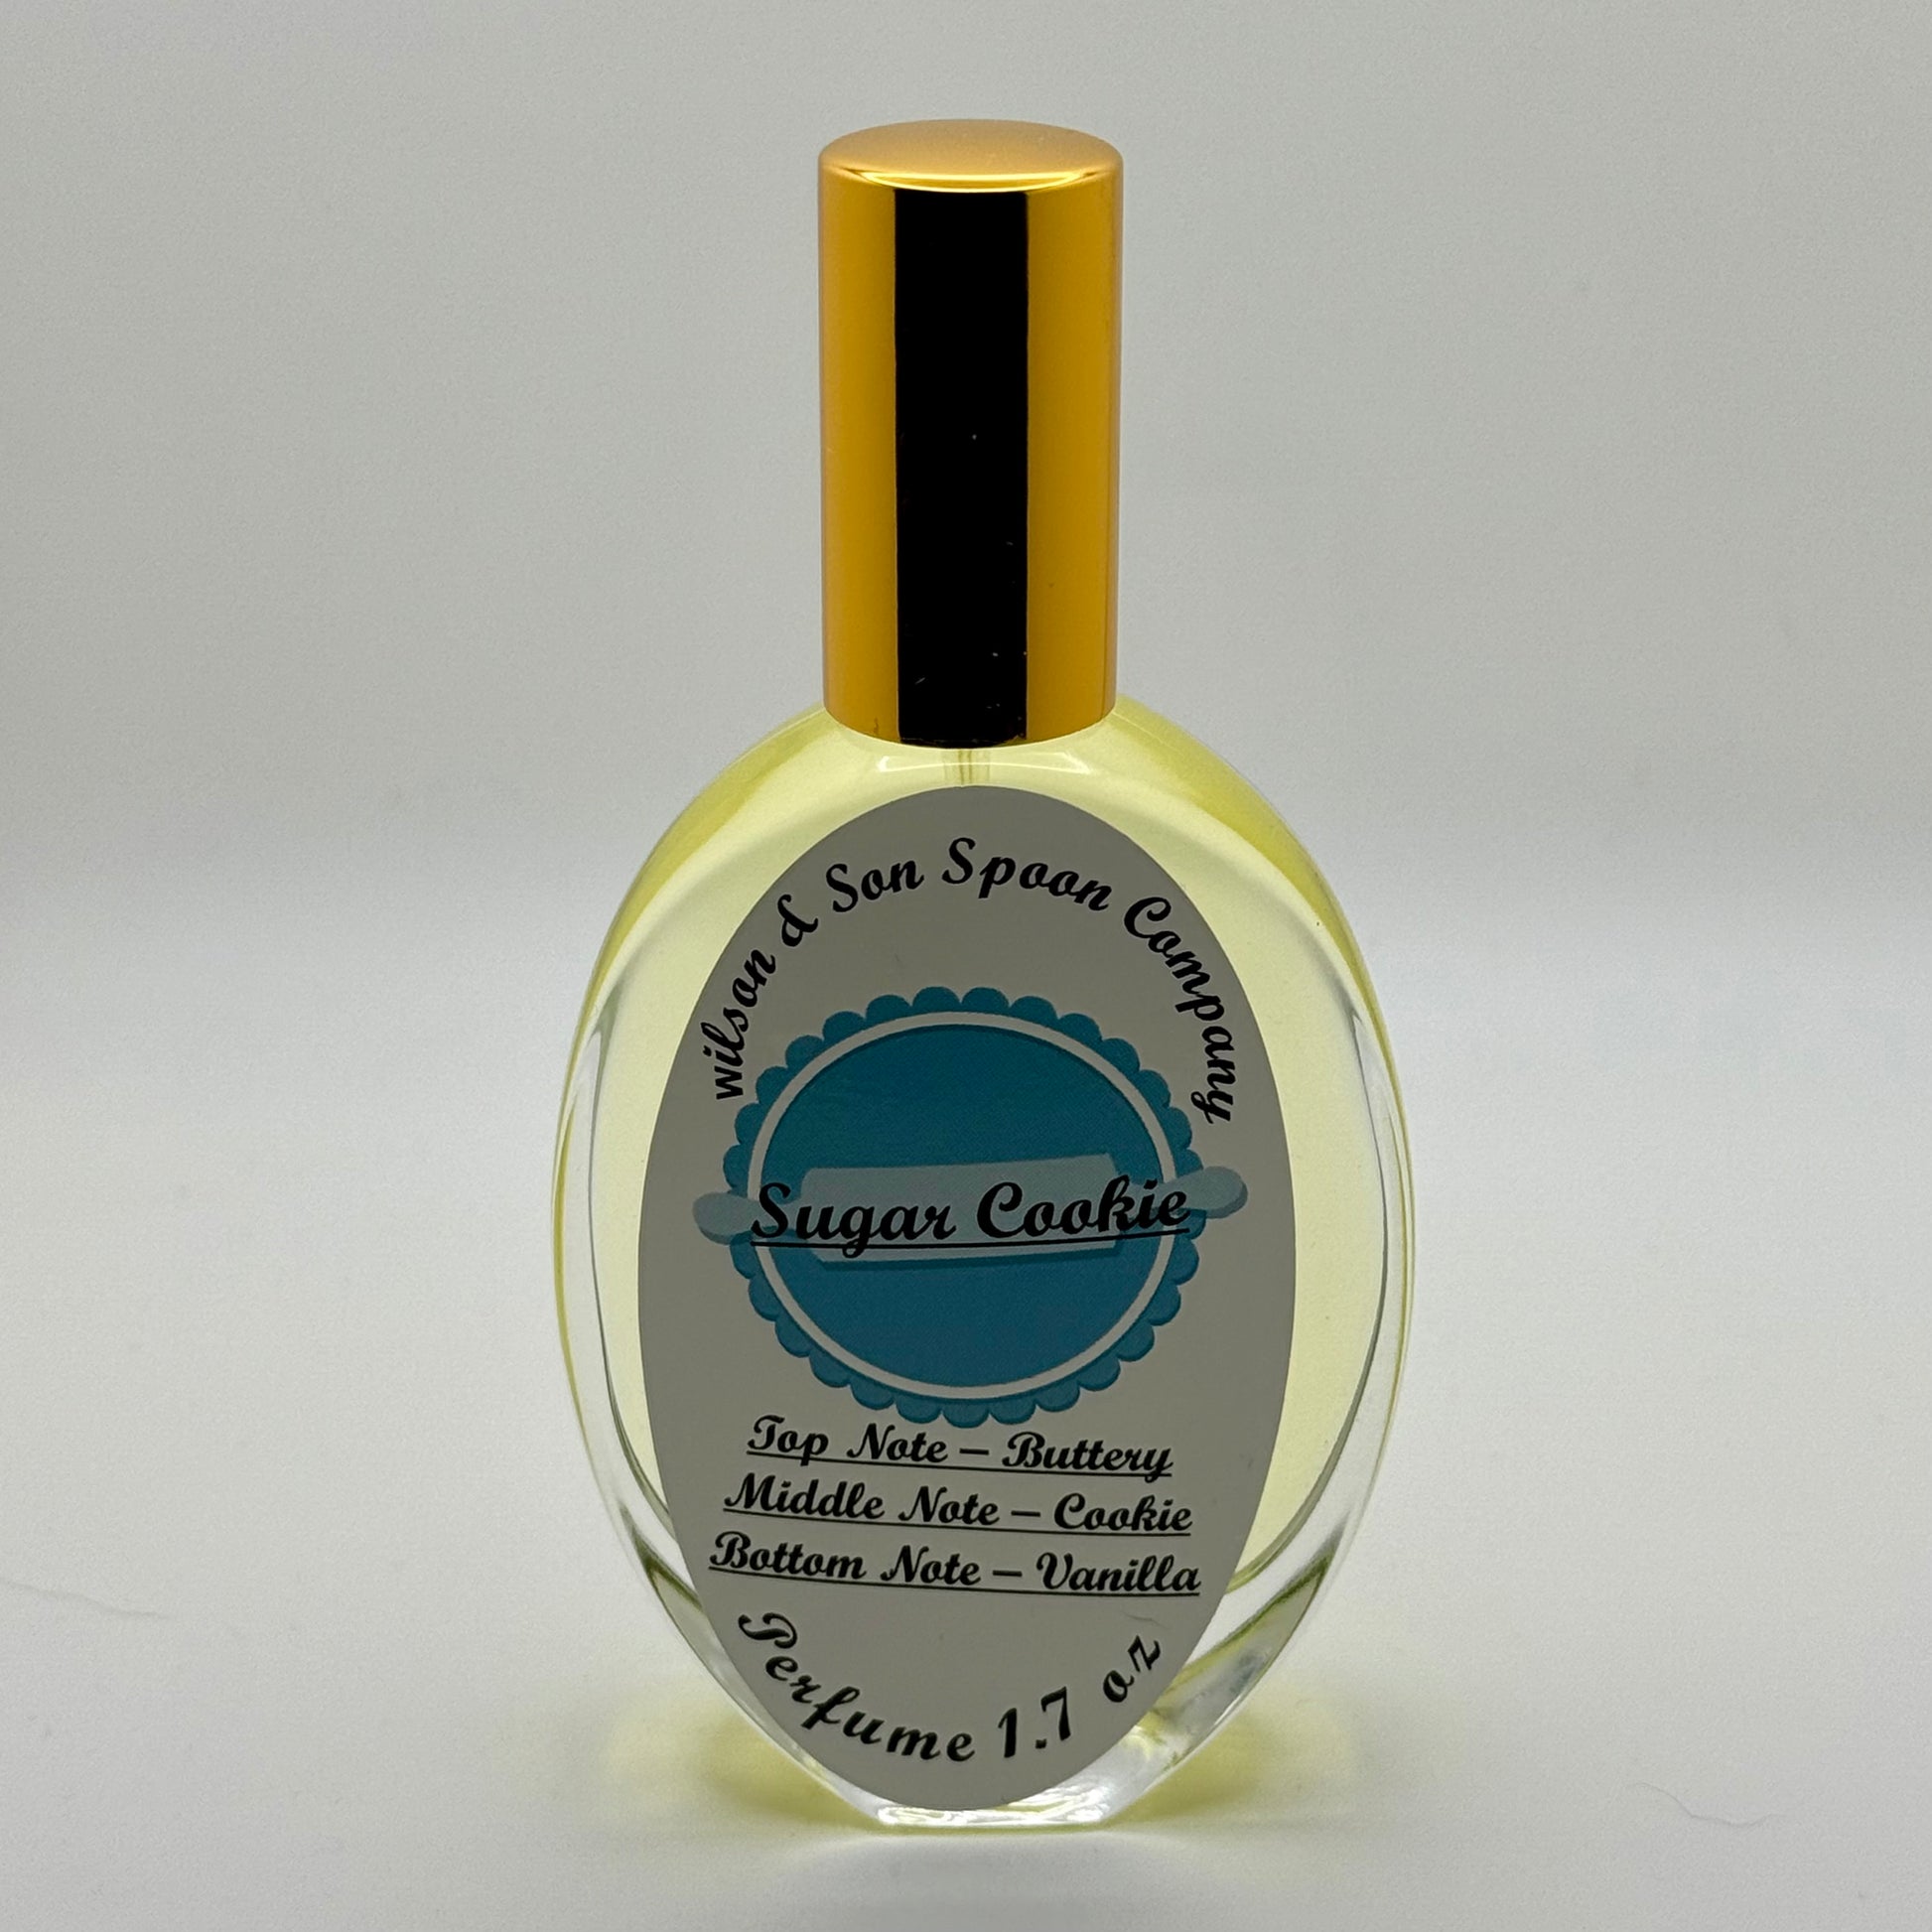 wilson & Son Spoon Company
Sugar Cookie
Top Note – Buttery
Middle Note – Cookie
Bottom Note – Vanilla
Perfume 1.7 oz